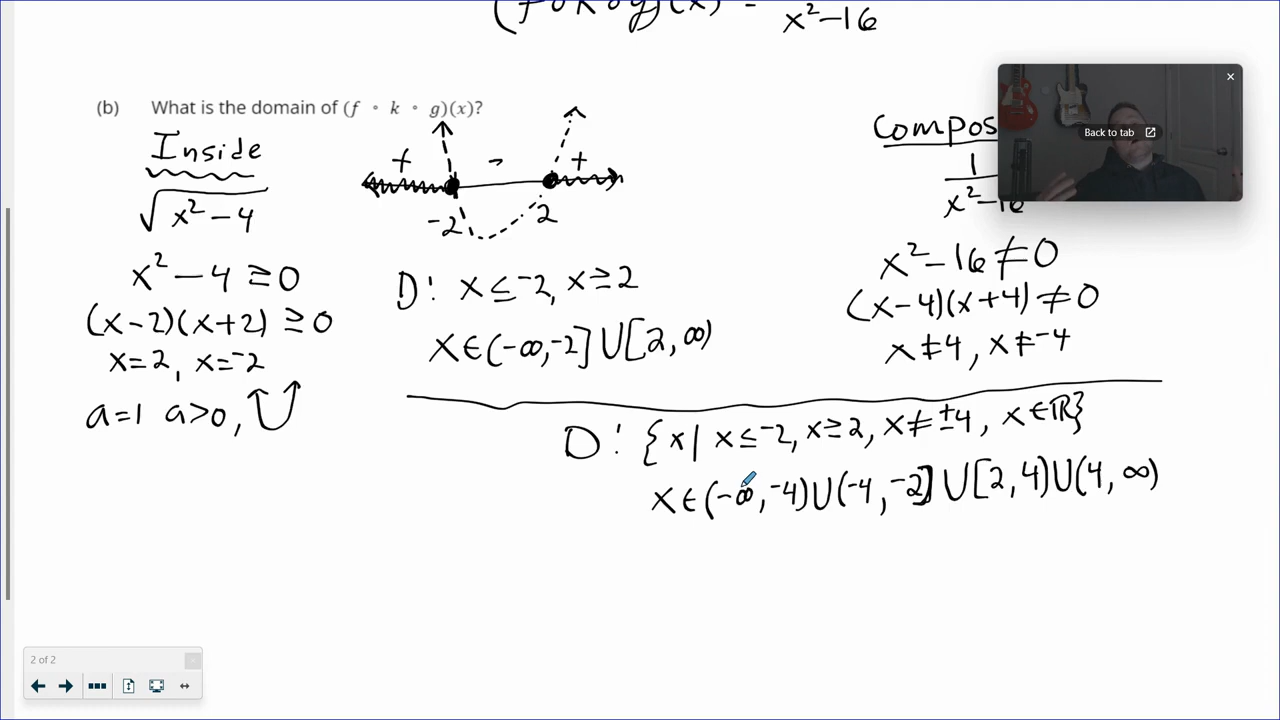 (f∘k∘g)(x) = 
x²-16
(b) What is the domain of (f ∘ k ∘ g)(x)?
Inside
√x²-4
x²-4 ≥ 0
(x-2)(x+2) ≥ 0
x=2, x=-2
a=1 a>0,
+ - +
-2 2
D: x ≤ -2, x ≥ 2
x∈(-∞,-2]∪[2,∞)
Compos
1
x²-16
x²-16 ≠ 0
(x-4)(x+4) ≠ 0
x≠4, x≠-4
D: {x| x≤-2, x≥2, x≠±4, x∈ℝ}
x∈(-∞,-4)∪(-4,-2]∪[2,4)∪(4,∞)
Back to tab
2 of 2